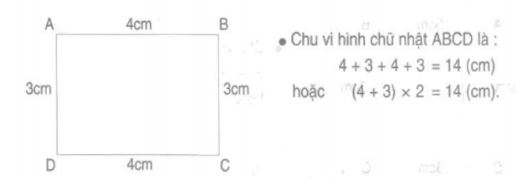 A 4cm B
3cm 3cm
D 4cm C
• Chu vi hình chữ nhật ABCD là :
4 + 3 + 4 + 3 = 14 (cm)
hoặc (4 + 3) × 2 = 14 (cm).